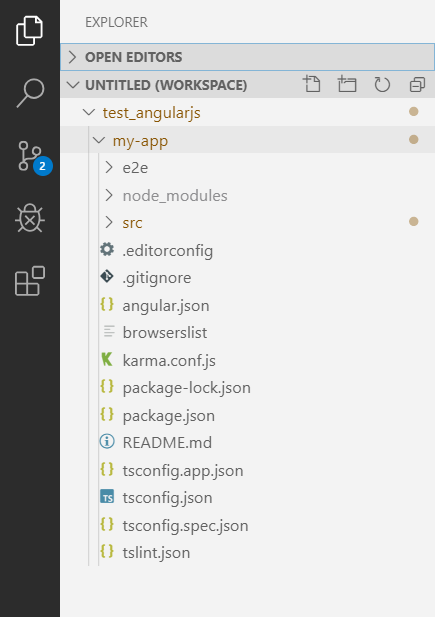 EXPLORER
OPEN EDITORS
UNTITLED (WORKSPACE)
test_angularjs
my-app
e2e
node_modules
2
src
.editorconfig
.gitignore
{} angular.json
browserslist
karma.conf.js
{} package-lock.json
{} package.json
README.md
{} tsconfig.app.json
TS tsconfig.json
{} tsconfig.spec.json
{} tslint.json